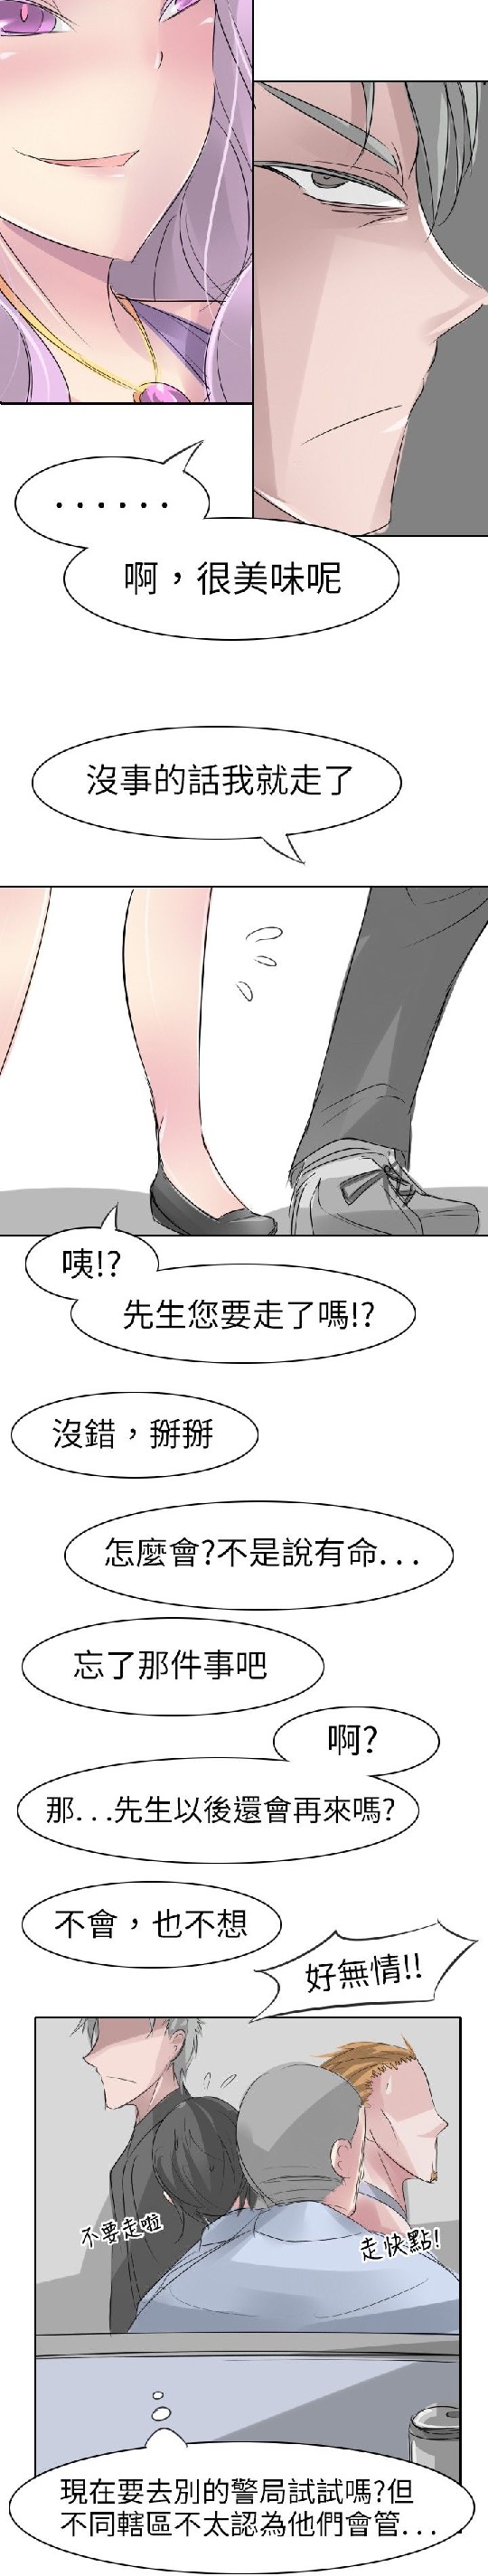 ......
啊，很美味呢
沒事的話我就走了
咦!?
先生您要走了嗎!?
沒錯，掰掰
怎麼會?不是說有命...
忘了那件事吧
啊?
那...先生以後還會再來嗎?
不會，也不想
好無情!!
不要走啦
走快點!
現在要去別的警局試試嗎?但
不同轄區不太認為他們會管...